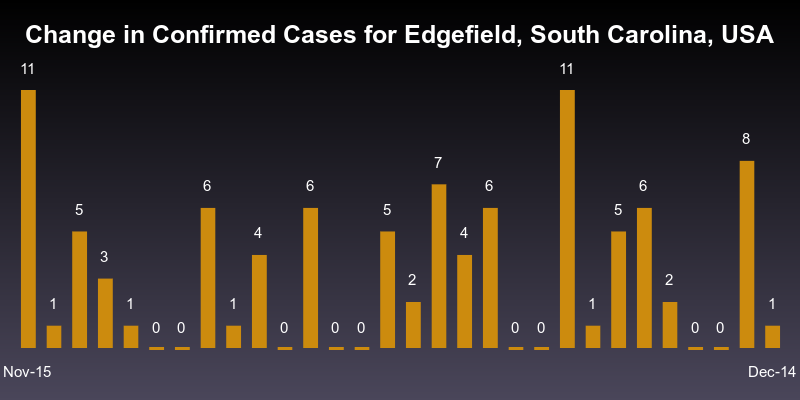 Change in Confirmed Cases for Edgefield, South Carolina, USA
11 1 5 3 1 0 0 6 1 4 0 6 0 0 5 2 7 4 6 0 0 11 1 5 6 2 0 0 8 1
Nov-15 Dec-14